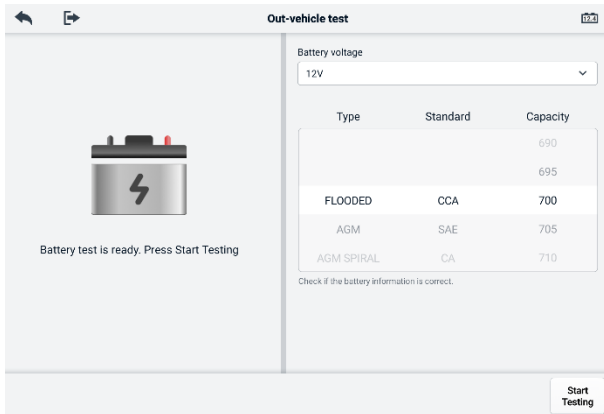 Out-vehicle test
12.4
Battery voltage
12V
Type Standard Capacity
690
695
FLOODED CCA 700
AGM SAE 705
AGM SPIRAL CA 710
Check if the battery information is correct.
Battery test is ready. Press Start Testing
Start
Testing